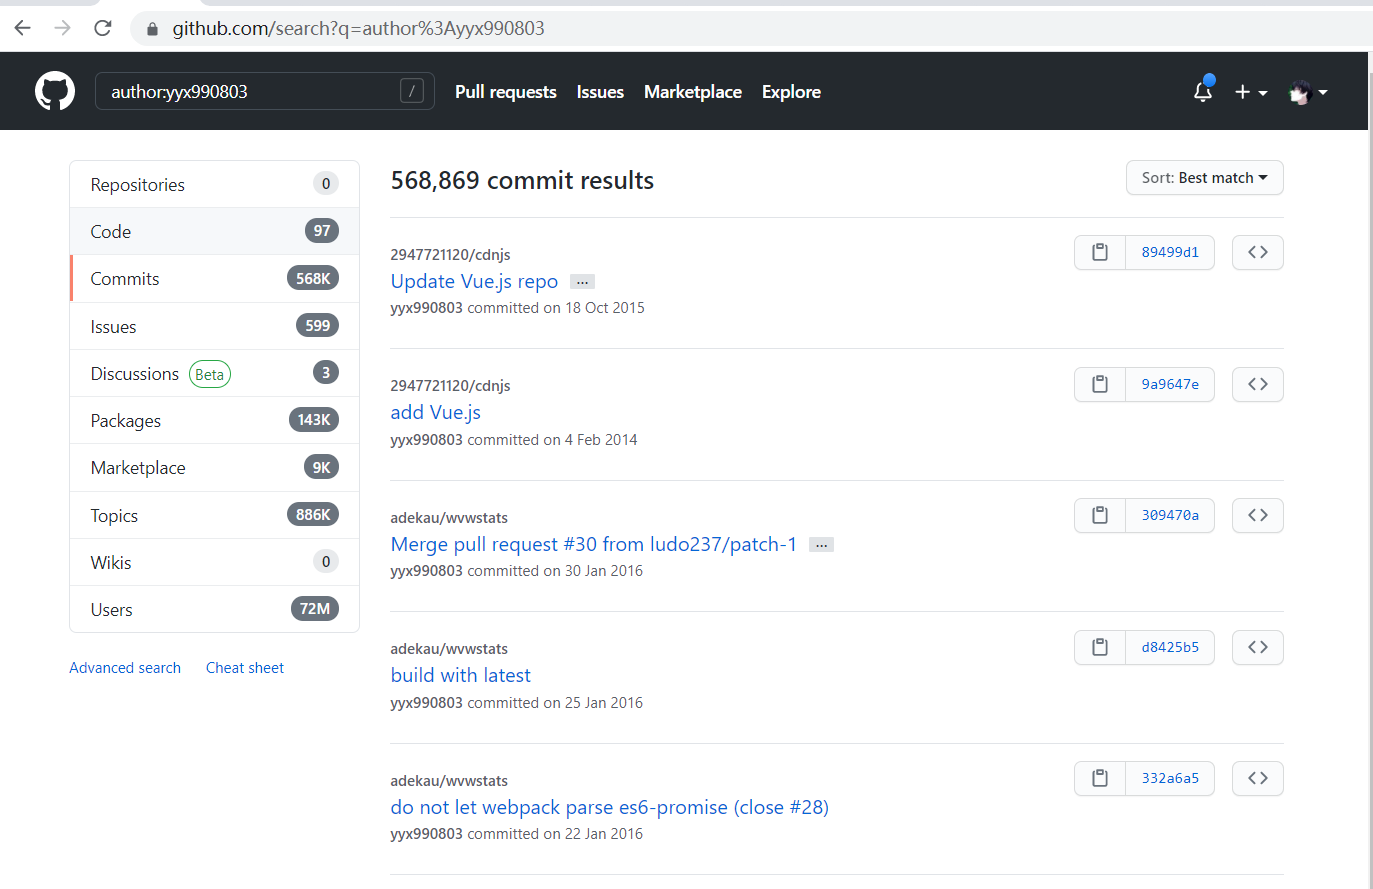 github.com/search?q=author%3Ayyx990803
author:yyx990803 / Pull requests Issues Marketplace Explore
Repositories 0
Code 97
Commits 568K
Issues 599
Discussions Beta 3
Packages 143K
Marketplace 9K
Topics 886K
Wikis 0
Users 72M
Advanced search Cheat sheet
568,869 commit results
Sort: Best match
2947721120/cdnjs
Update Vue.js repo ...
yyx990803 committed on 18 Oct 2015
89499d1
2947721120/cdnjs
add Vue.js
yyx990803 committed on 4 Feb 2014
9a9647e
adekau/wvwstats
Merge pull request #30 from ludo237/patch-1 ...
yyx990803 committed on 30 Jan 2016
309470a
adekau/wvwstats
build with latest
yyx990803 committed on 25 Jan 2016
d8425b5
adekau/wvwstats
do not let webpack parse es6-promise (close #28)
yyx990803 committed on 22 Jan 2016
332a6a5